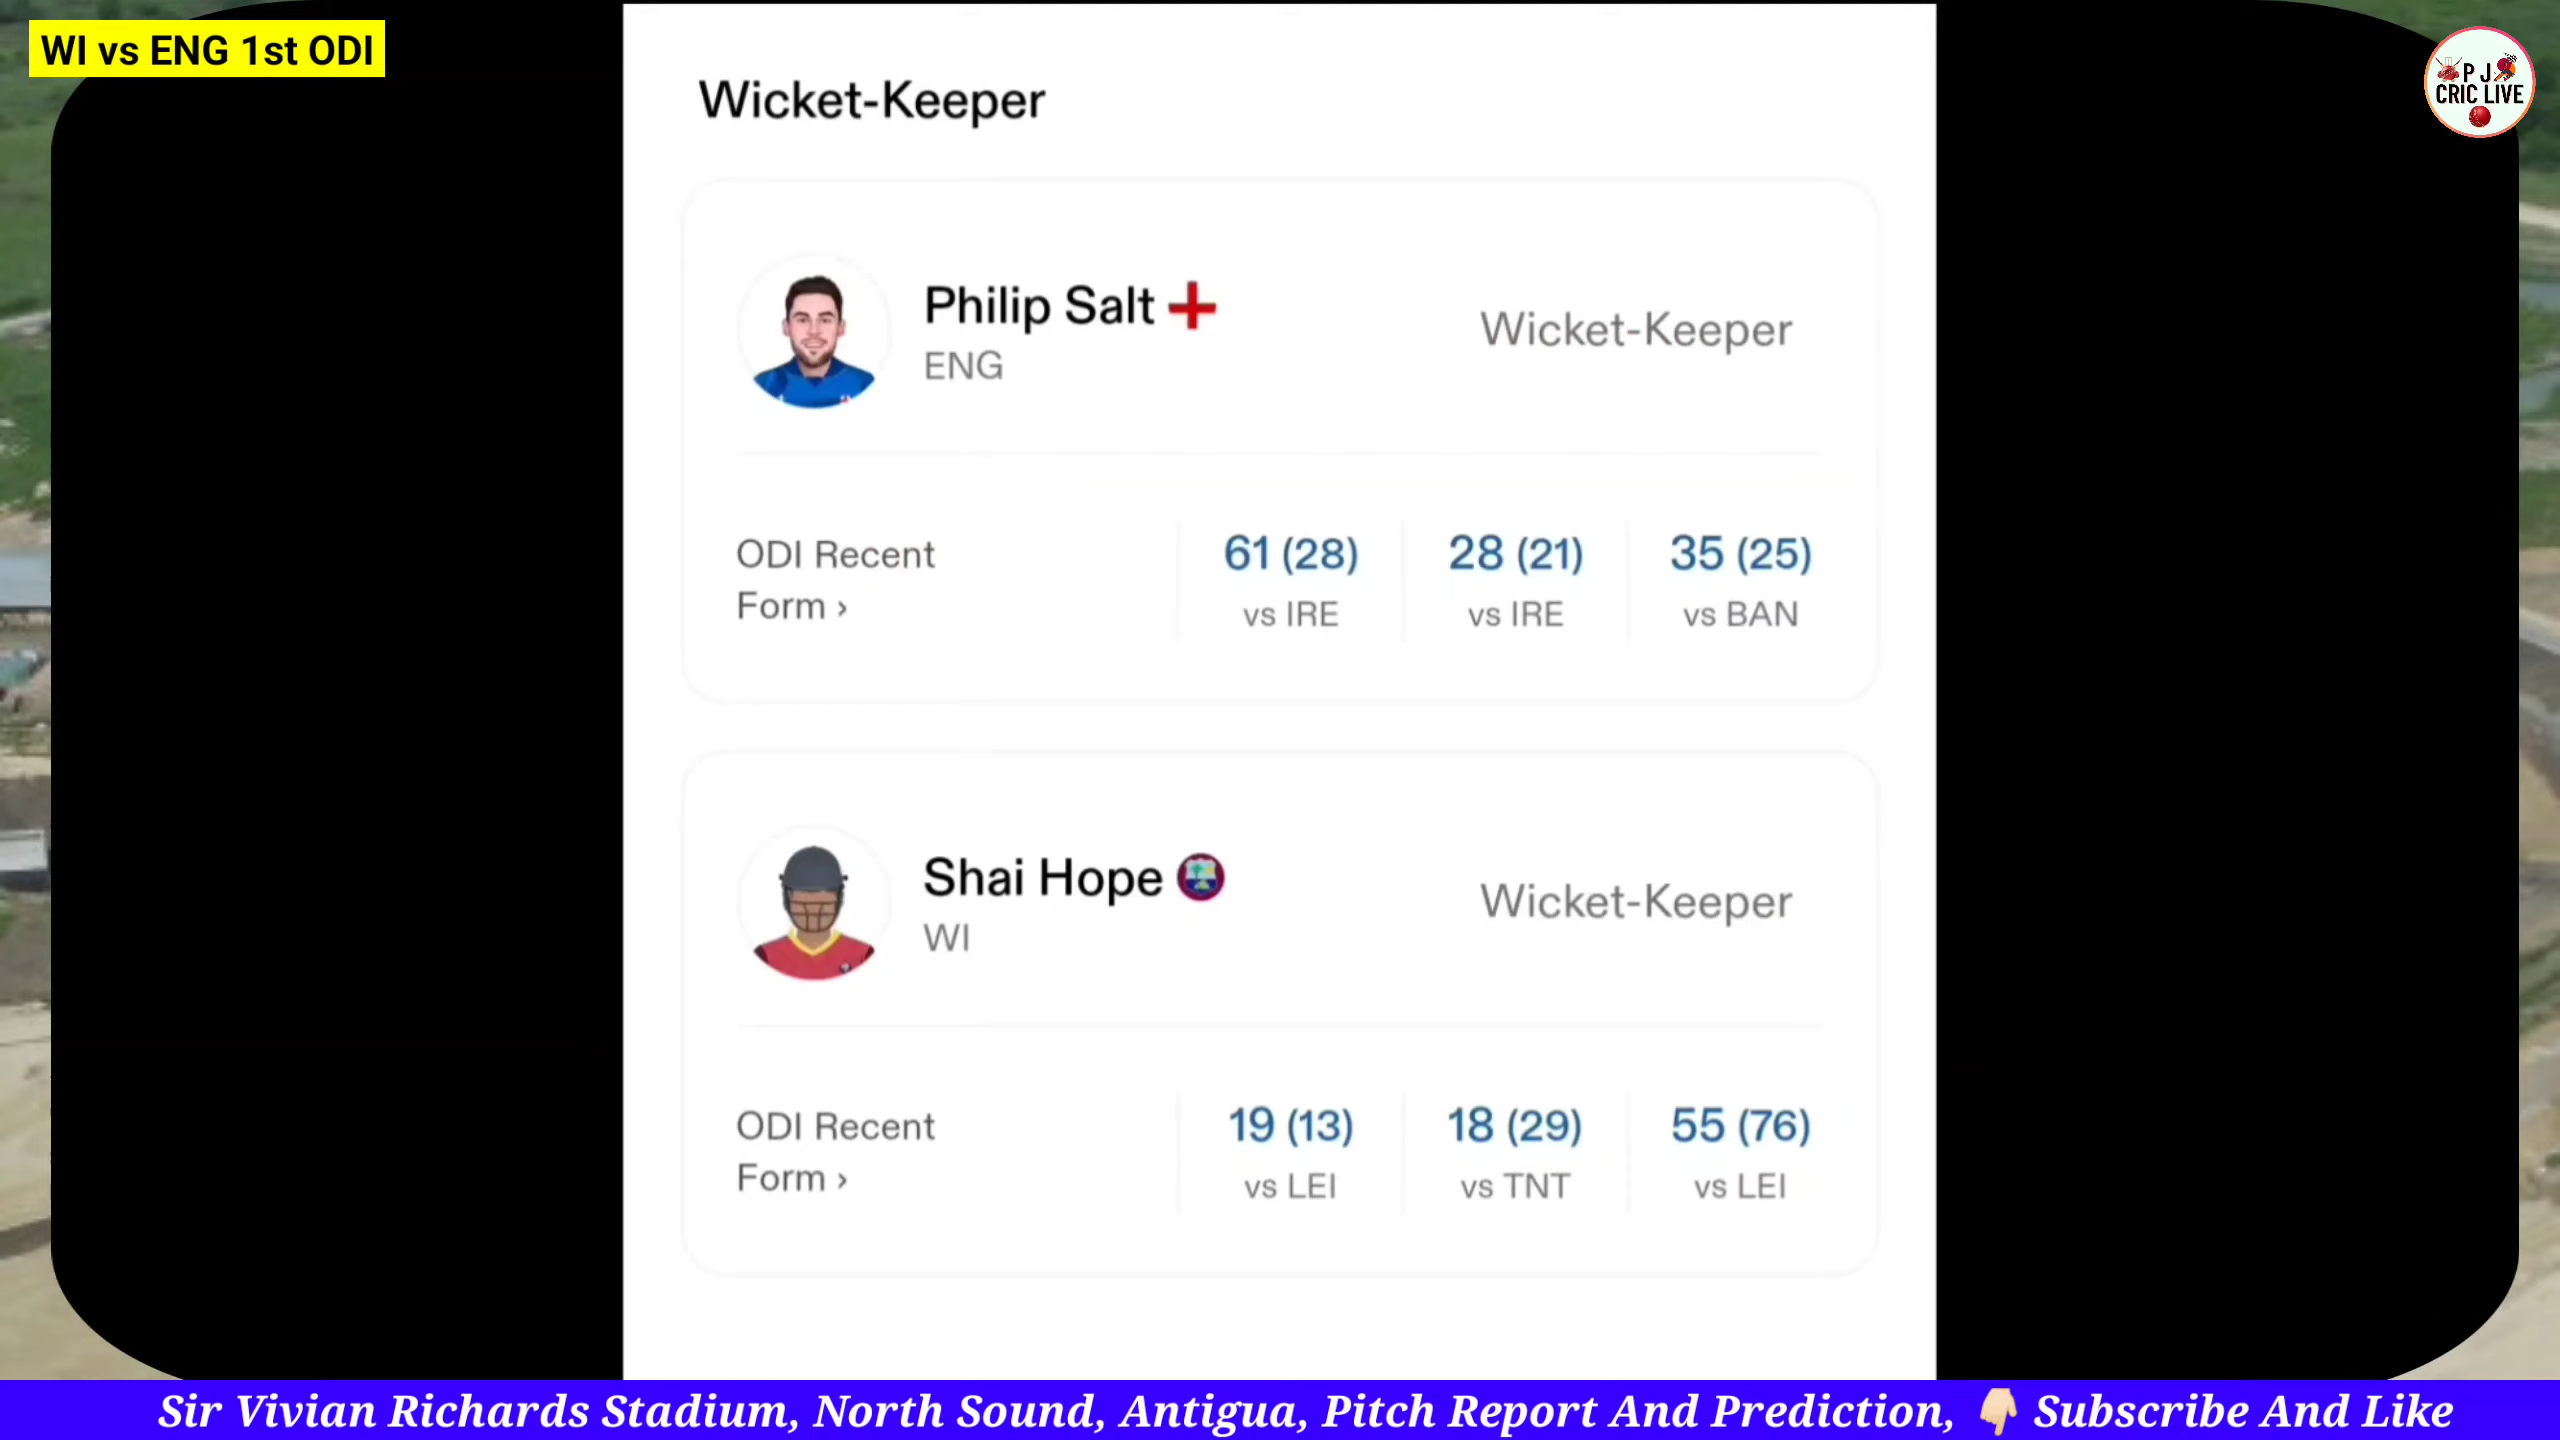 WI vs ENG 1st ODI
P J
CRIC LIVE
Wicket-Keeper
Philip Salt
ENG
Wicket-Keeper
ODI Recent
Form ›
61 (28)
vs IRE
28 (21)
vs IRE
35 (25)
vs BAN
Shai Hope
WI
Wicket-Keeper
ODI Recent
Form ›
19 (13)
vs LEI
18 (29)
vs TNT
55 (76)
vs LEI
Sir Vivian Richards Stadium, North Sound, Antigua, Pitch Report And Prediction, 👇🏻 Subscribe And Like